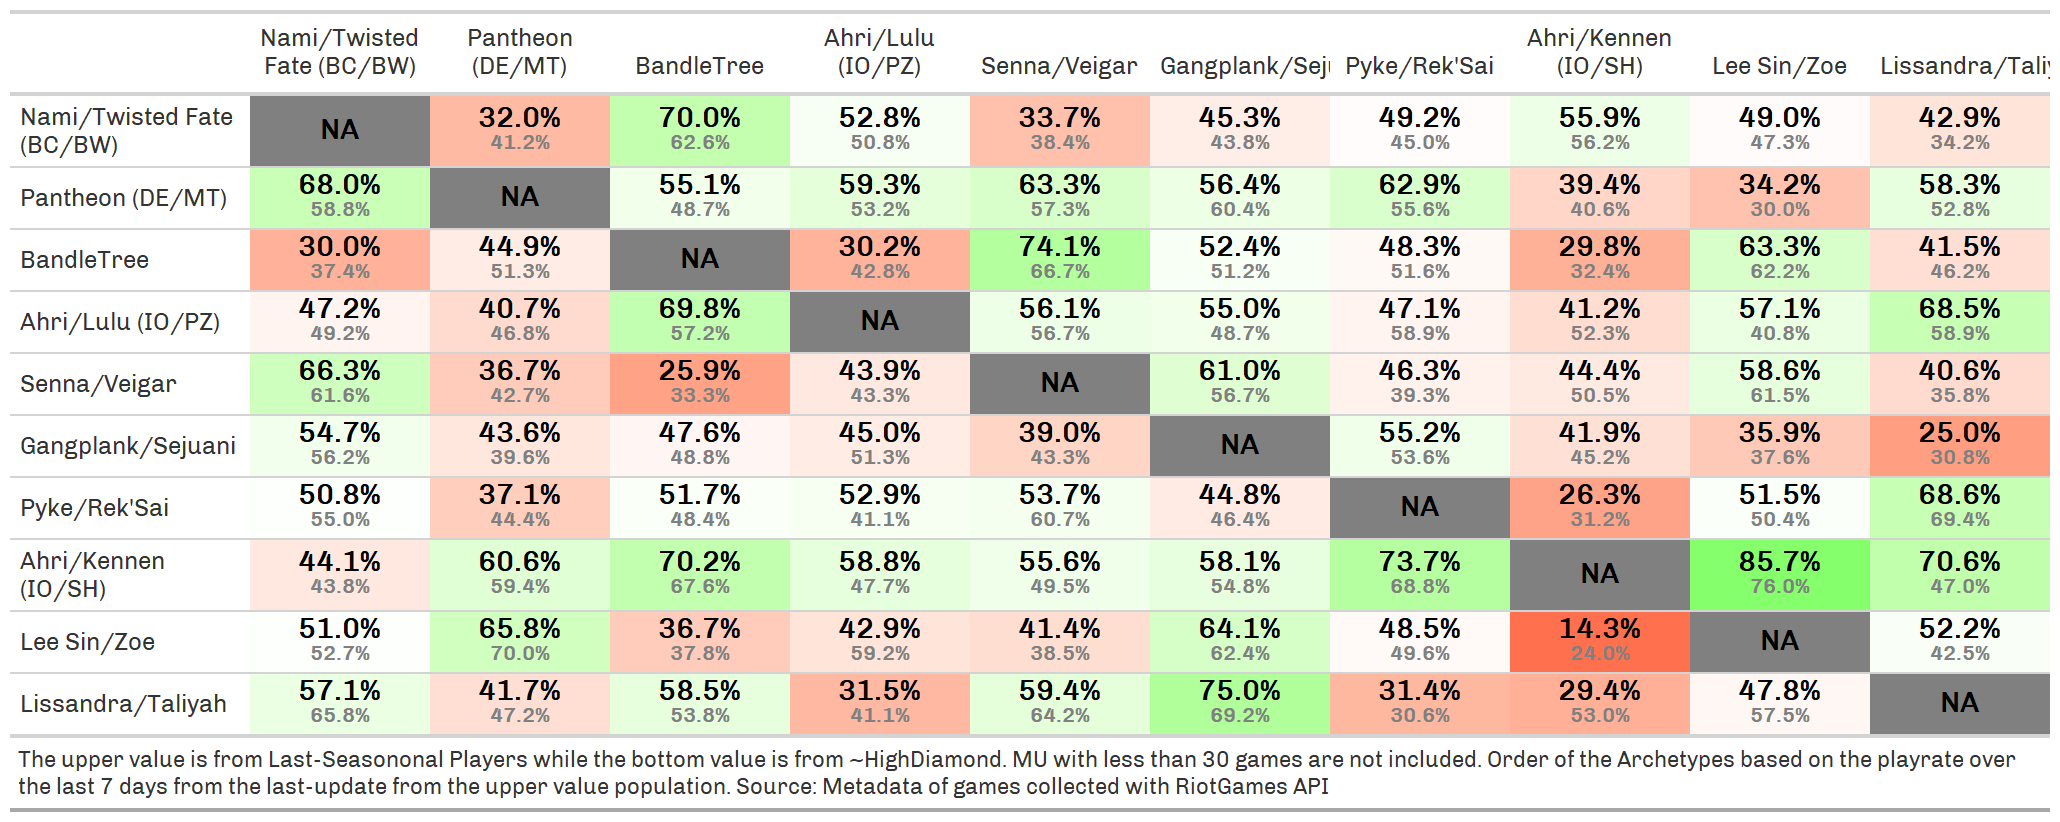 Nami/Twisted Pantheon Ahri/Lulu Ahri/Kennen
Fate (BC/BW) (DE/MT) BandleTree (IO/PZ) Senna/Veigar Gangplank/Sej Pyke/Rek'Sai (IO/SH) Lee Sin/Zoe Lissandra/Taliy
Nami/Twisted Fate NA 32.0% 70.0% 52.8% 33.7% 45.3% 49.2% 55.9% 49.0% 42.9%
(BC/BW) 41.2% 62.6% 50.8% 38.4% 43.8% 45.0% 56.2% 47.3% 34.2%
Pantheon (DE/MT) 68.0% NA 55.1% 59.3% 63.3% 56.4% 62.9% 39.4% 34.2% 58.3%
58.8% 48.7% 53.2% 57.3% 60.4% 55.6% 40.6% 30.0% 52.8%
BandleTree 30.0% 44.9% NA 30.2% 74.1% 52.4% 48.3% 29.8% 63.3% 41.5%
37.4% 51.3% 42.8% 66.7% 51.2% 51.6% 32.4% 62.2% 46.2%
Ahri/Lulu (IO/PZ) 47.2% 40.7% 69.8% NA 56.1% 55.0% 47.1% 41.2% 57.1% 68.5%
49.2% 46.8% 57.2% 56.7% 48.7% 58.9% 52.3% 40.8% 58.9%
Senna/Veigar 66.3% 36.7% 25.9% 43.9% NA 61.0% 46.3% 44.4% 58.6% 40.6%
61.6% 42.7% 33.3% 43.3% 56.7% 39.3% 50.5% 61.5% 35.8%
Gangplank/Sejuani 54.7% 43.6% 47.6% 45.0% 39.0% NA 55.2% 41.9% 35.9% 25.0%
56.2% 39.6% 48.8% 51.3% 43.3% 53.6% 45.2% 37.6% 30.8%
Pyke/Rek'Sai 50.8% 37.1% 51.7% 52.9% 53.7% 44.8% NA 26.3% 51.5% 68.6%
55.0% 44.4% 48.4% 41.1% 60.7% 46.4% 31.2% 50.4% 69.4%
Ahri/Kennen 44.1% 60.6% 70.2% 58.8% 55.6% 58.1% 73.7% NA 85.7% 70.6%
(IO/SH) 43.8% 59.4% 67.6% 47.7% 49.5% 54.8% 68.8% 76.0% 47.0%
Lee Sin/Zoe 51.0% 65.8% 36.7% 42.9% 41.4% 64.1% 48.5% 14.3% NA 52.2%
52.7% 70.0% 37.8% 59.2% 38.5% 62.4% 49.6% 24.0% 42.5%
Lissandra/Taliyah 57.1% 41.7% 58.5% 31.5% 59.4% 75.0% 31.4% 29.4% 47.8% NA
65.8% 47.2% 53.8% 41.1% 64.2% 69.2% 30.6% 53.0% 57.5%
The upper value is from Last-Seasononal Players while the bottom value is from ~HighDiamond. MU with less than 30 games are not included. Order of the Archetypes based on the playrate over
the last 7 days from the last-update from the upper value population. Source: Metadata of games collected with RiotGames API